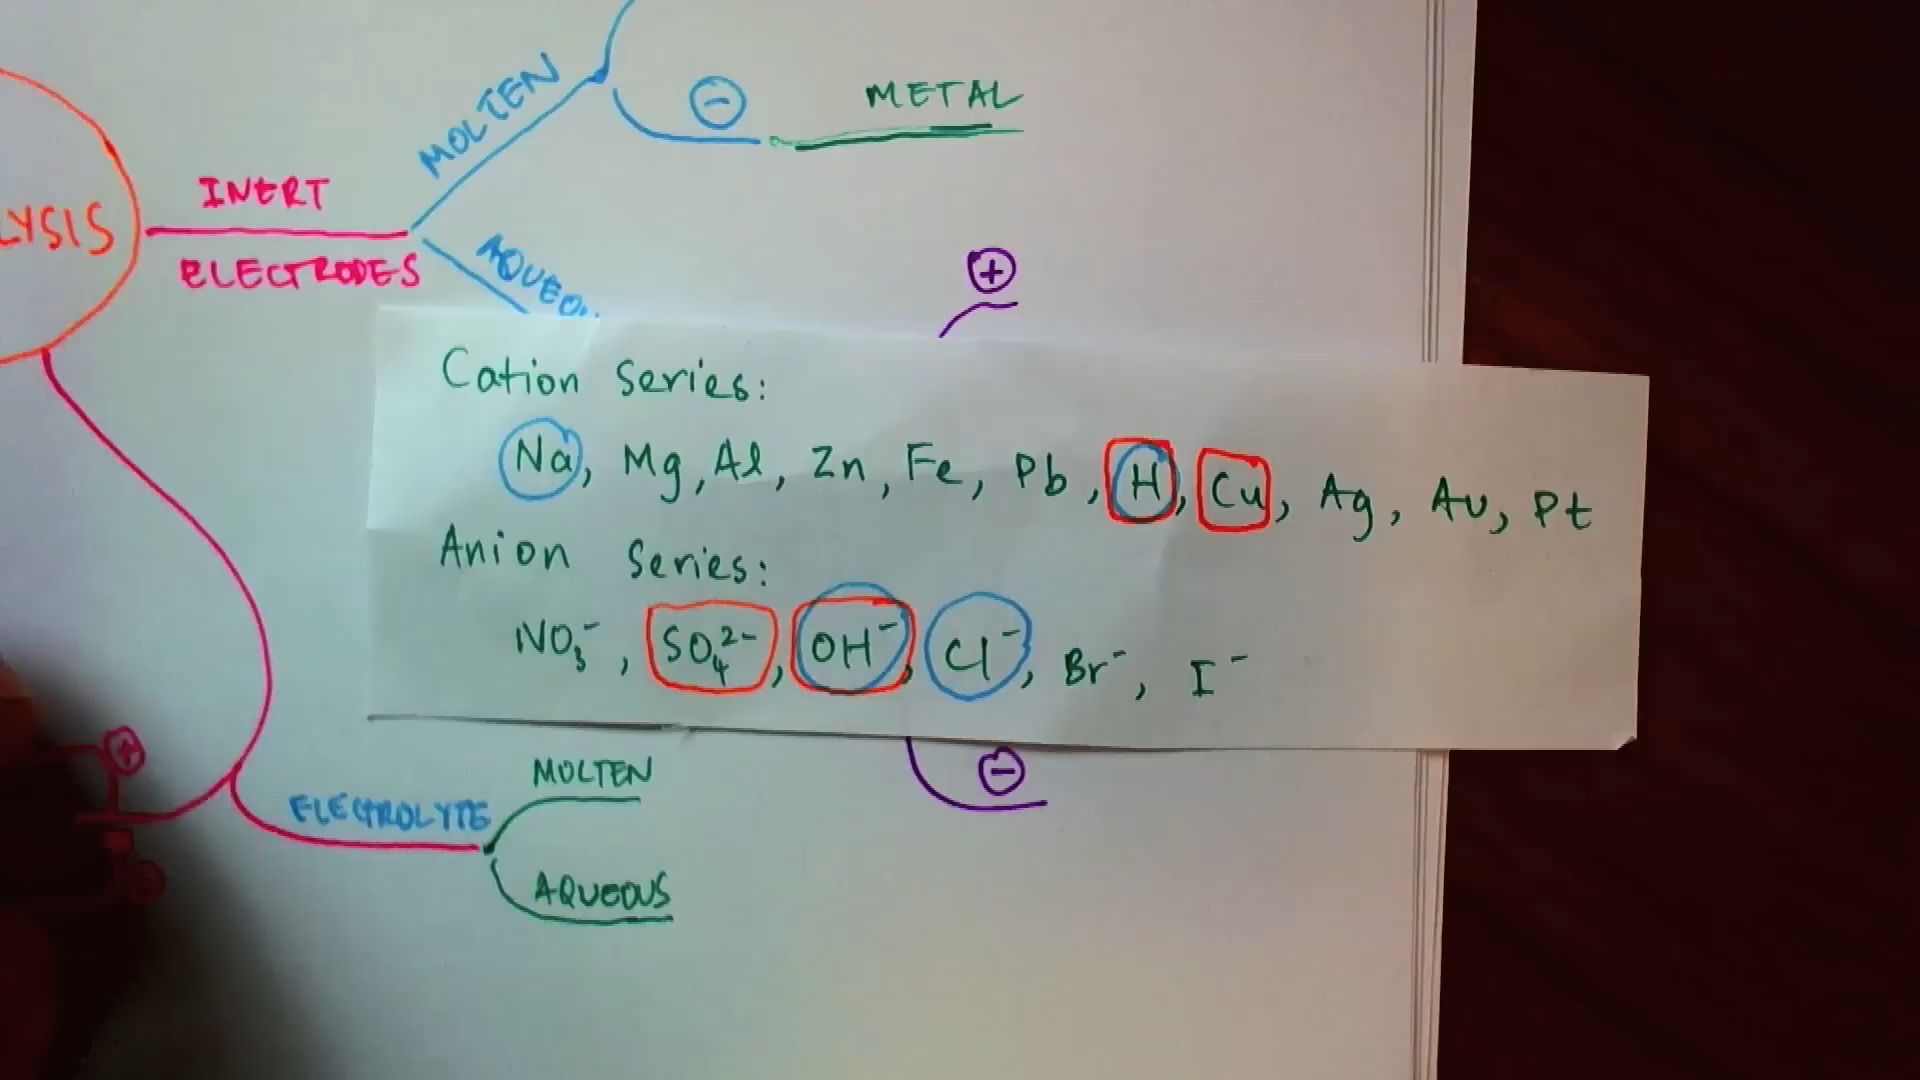 MOLTEN
⊖ METAL
LYSIS
INERT
ELECTRODES
AQUEOU
⊕
Cation Series:
Na, Mg, Al, Zn, Fe, Pb, H, Cu, Ag, Au, Pt
Anion Series:
NO₃⁻, SO₄²⁻, OH⁻, Cl⁻, Br⁻, I⁻
⊕
⊖
MOLTEN
ELECTROLYTE
AQUEOUS
⊖